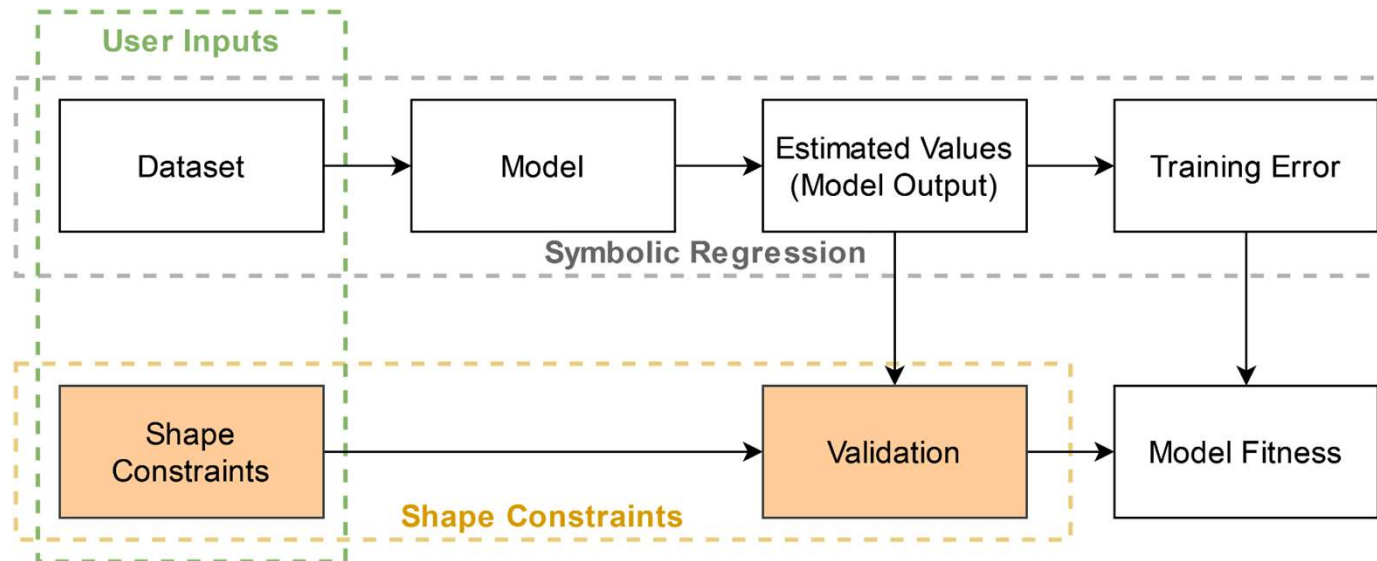 User Inputs
Dataset
Model
Estimated Values
(Model Output)
Training Error
Symbolic Regression
Shape
Constraints
Validation
Model Fitness
Shape Constraints